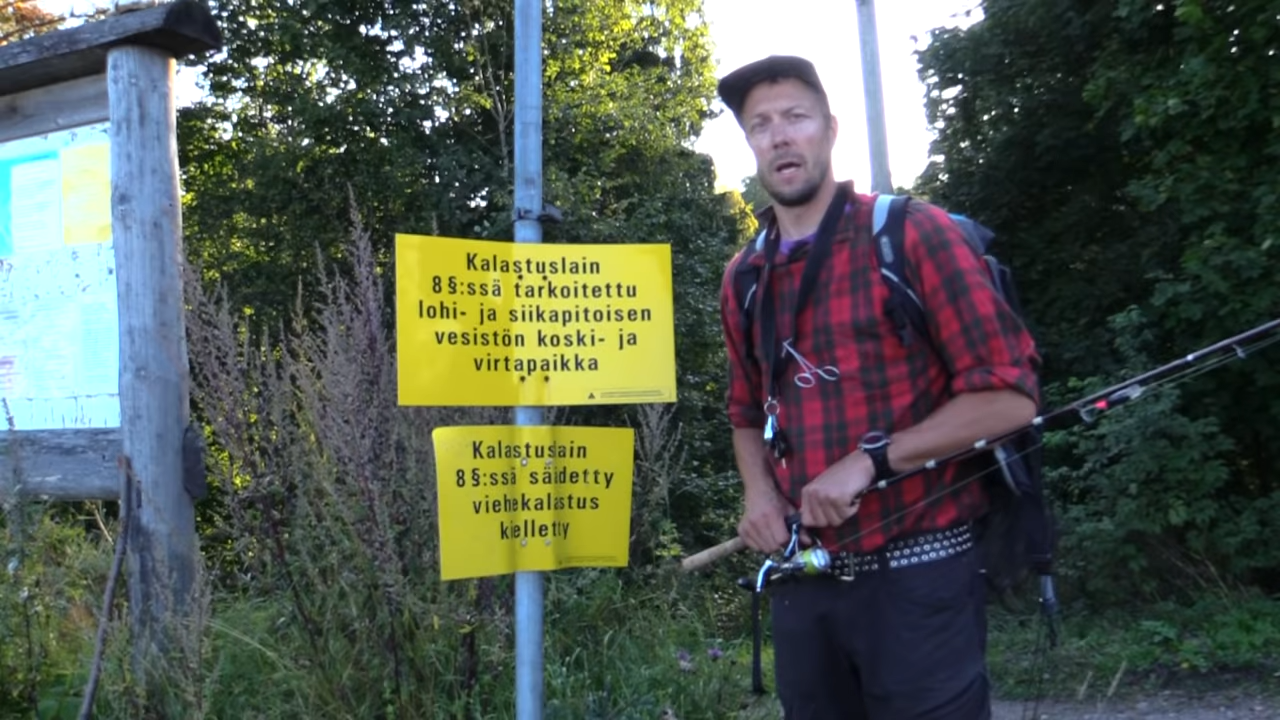 Kalastuslain
8§:ssä tarkoitettu
lohi- ja siikapitoisen
vesistön koski- ja
virtapaikka
Kalastuslain
8§:ssä säädetty
viehekalastus
kielletty